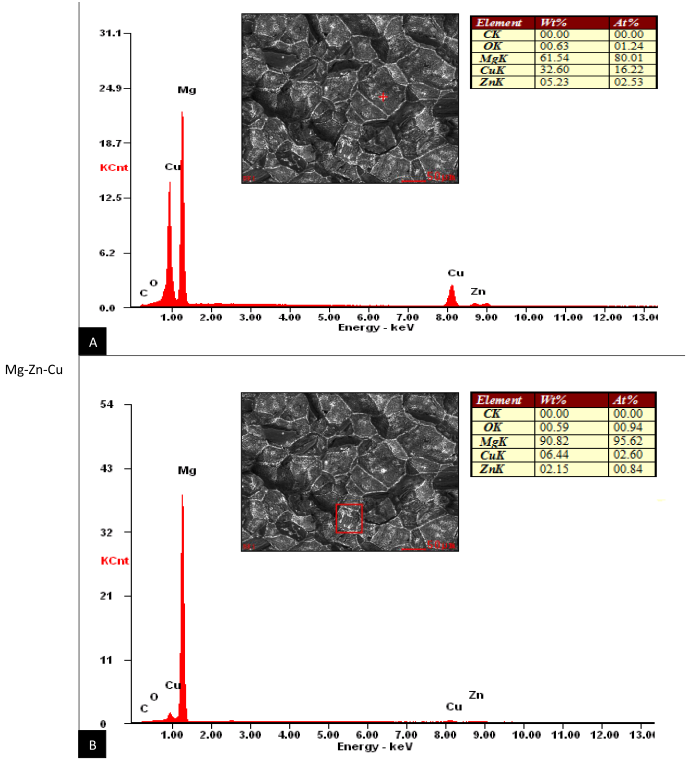 Mg-Zn-Cu
31.1
24.9
18.7
KCnt
12.5
6.2
0.0
Mg
Cu
O
C
Cu
Zn
1.00 2.00 3.00 4.00 5.00 6.00 7.00 8.00 9.00 10.00 11.00 12.00 13.0
Energy - keV
Element Wt% At%
CK 00.00 00.00
OK 00.63 01.24
MgK 61.54 80.01
CuK 32.60 16.22
ZnK 05.23 02.53
A
54
43
32
KCnt
21
11
0
Mg
Cu
O
C
Zn
Cu
1.00 2.00 3.00 4.00 5.00 6.00 7.00 8.00 9.00 10.00 11.00 12.00 13.0
Energy - keV
Element Wt% At%
CK 00.00 00.00
OK 00.59 00.94
MgK 90.82 95.62
CuK 06.44 02.60
ZnK 02.15 00.84
B